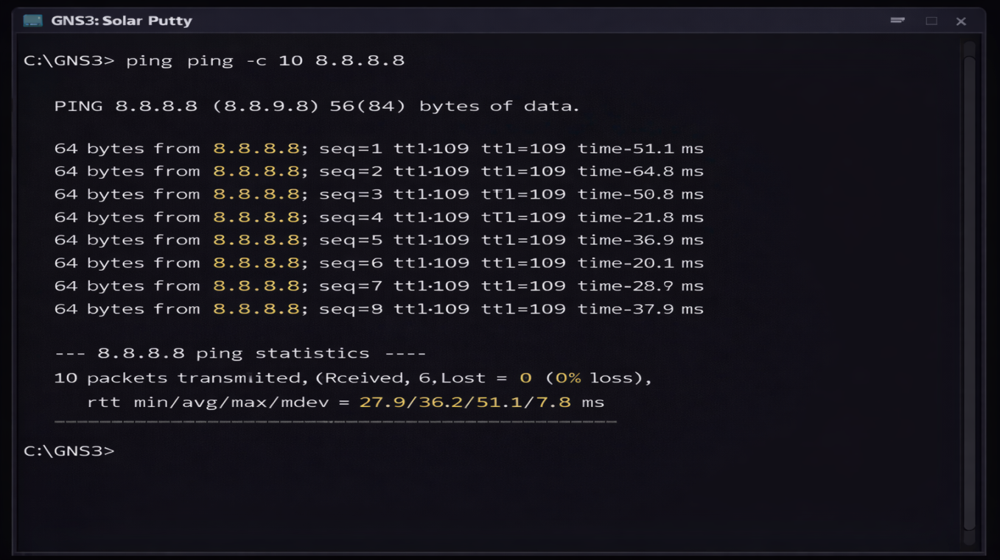 GNS3: Solar Putty
C:\GNS3> ping ping -c 10 8.8.8.8
PING 8.8.8.8 (8.8.9.8) 56(84) bytes of data.
64 bytes from 8.8.8.8; seq=1 ttl·109 ttl=109 time-51.1 ms
64 bytes from 8.8.8.8; seq=2 ttl·109 ttl=109 time-64.8 ms
64 bytes from 8.8.8.8; seq=3 ttl·109 ttl=109 time-50.8 ms
64 bytes from 8.8.8.8; seq=4 ttl·109 ttl=109 time-21.8 ms
64 bytes from 8.8.8.8; seq=5 ttl·109 ttl=109 time-36.9 ms
64 bytes from 8.8.8.8; seq=6 ttl·109 ttl=109 time-20.1 ms
64 bytes from 8.8.8.8; seq=7 ttl·109 ttl=109 time-28.9 ms
64 bytes from 8.8.8.8; seq=9 ttl·109 ttl=109 time-37.9 ms
--- 8.8.8.8 ping statistics ----
10 packets transmiited, (Rceived, 6, Lost = 0 (0% loss),
rtt min/avg/max/mdev = 27.9/36.2/51.1/7.8 ms
C:\GNS3>